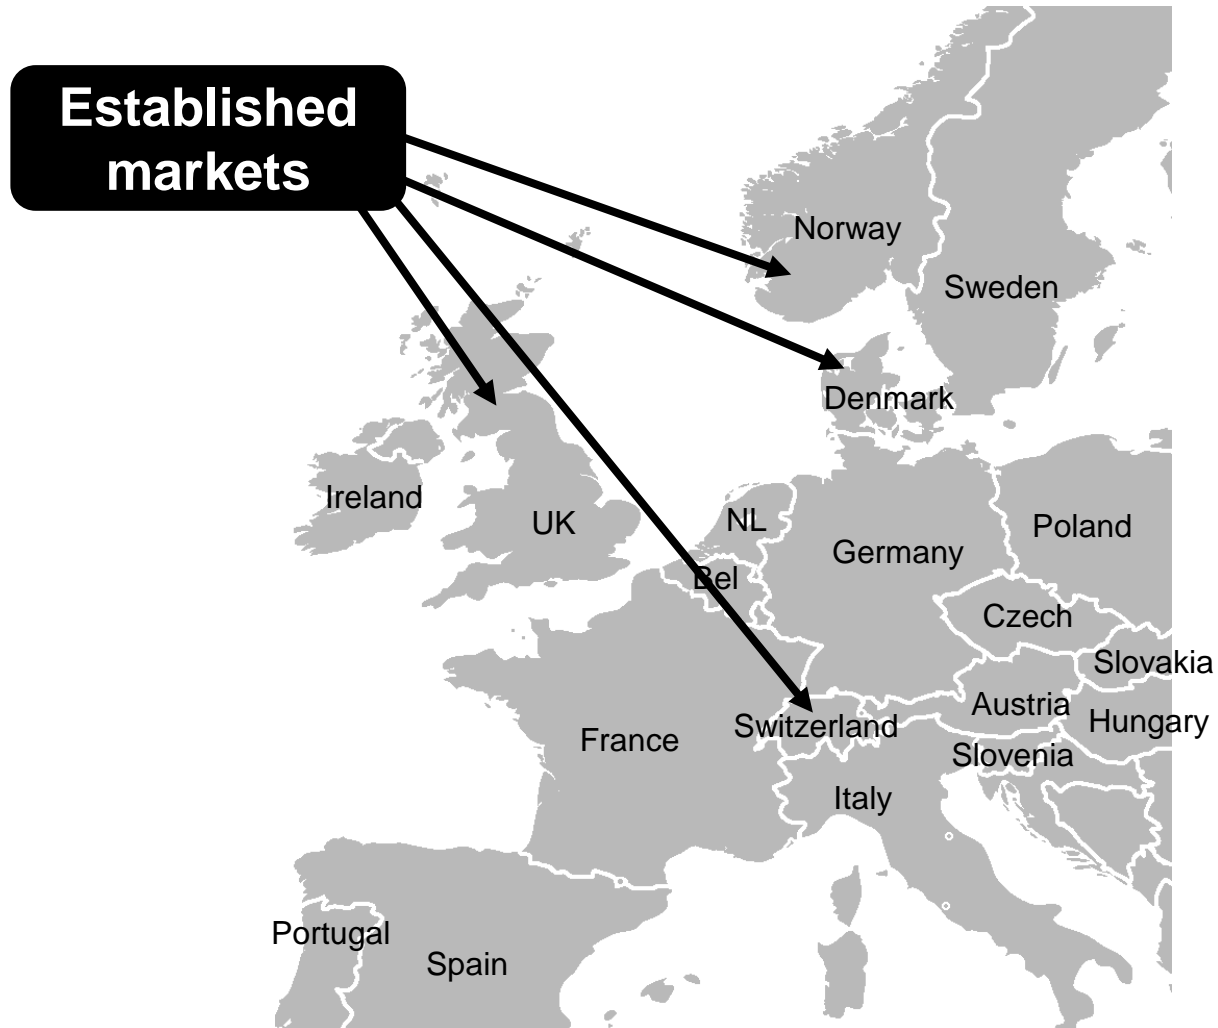 Established
markets
Norway
Sweden
Denmark
Ireland
UK
NL
Bel
Germany
Poland
Czech
Slovakia
Austria
Hungary
Switzerland
France
Slovenia
Italy
Portugal
Spain